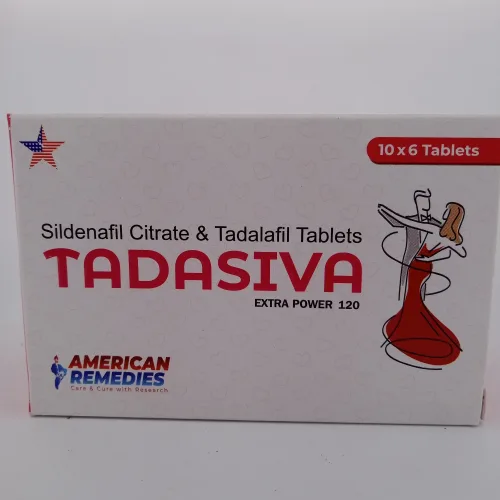 10 x 6 Tablets
Sildenafil Citrate & Tadalafil Tablets
TADASIVA
EXTRA POWER 120
AMERICAN
REMEDIES
Care & Cure with Research